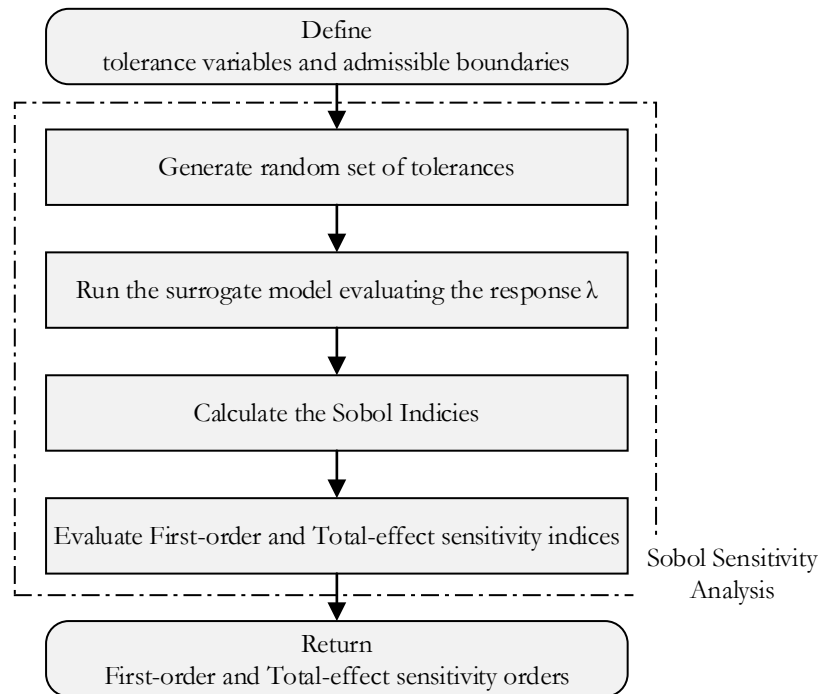 Define
tolerance variables and admissible boundaries
Generate random set of tolerances
Run the surrogate model evaluating the response λ
Calculate the Sobol Indicies
Evaluate First-order and Total-effect sensitivity indices
Sobol Sensitivity
Analysis
Return
First-order and Total-effect sensitivity orders